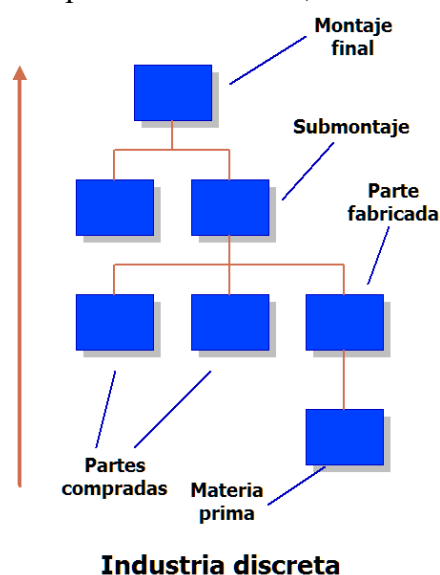 Montaje
final
Submontaje
Parte
fabricada
Partes
compradas
Materia
prima
Industria discreta